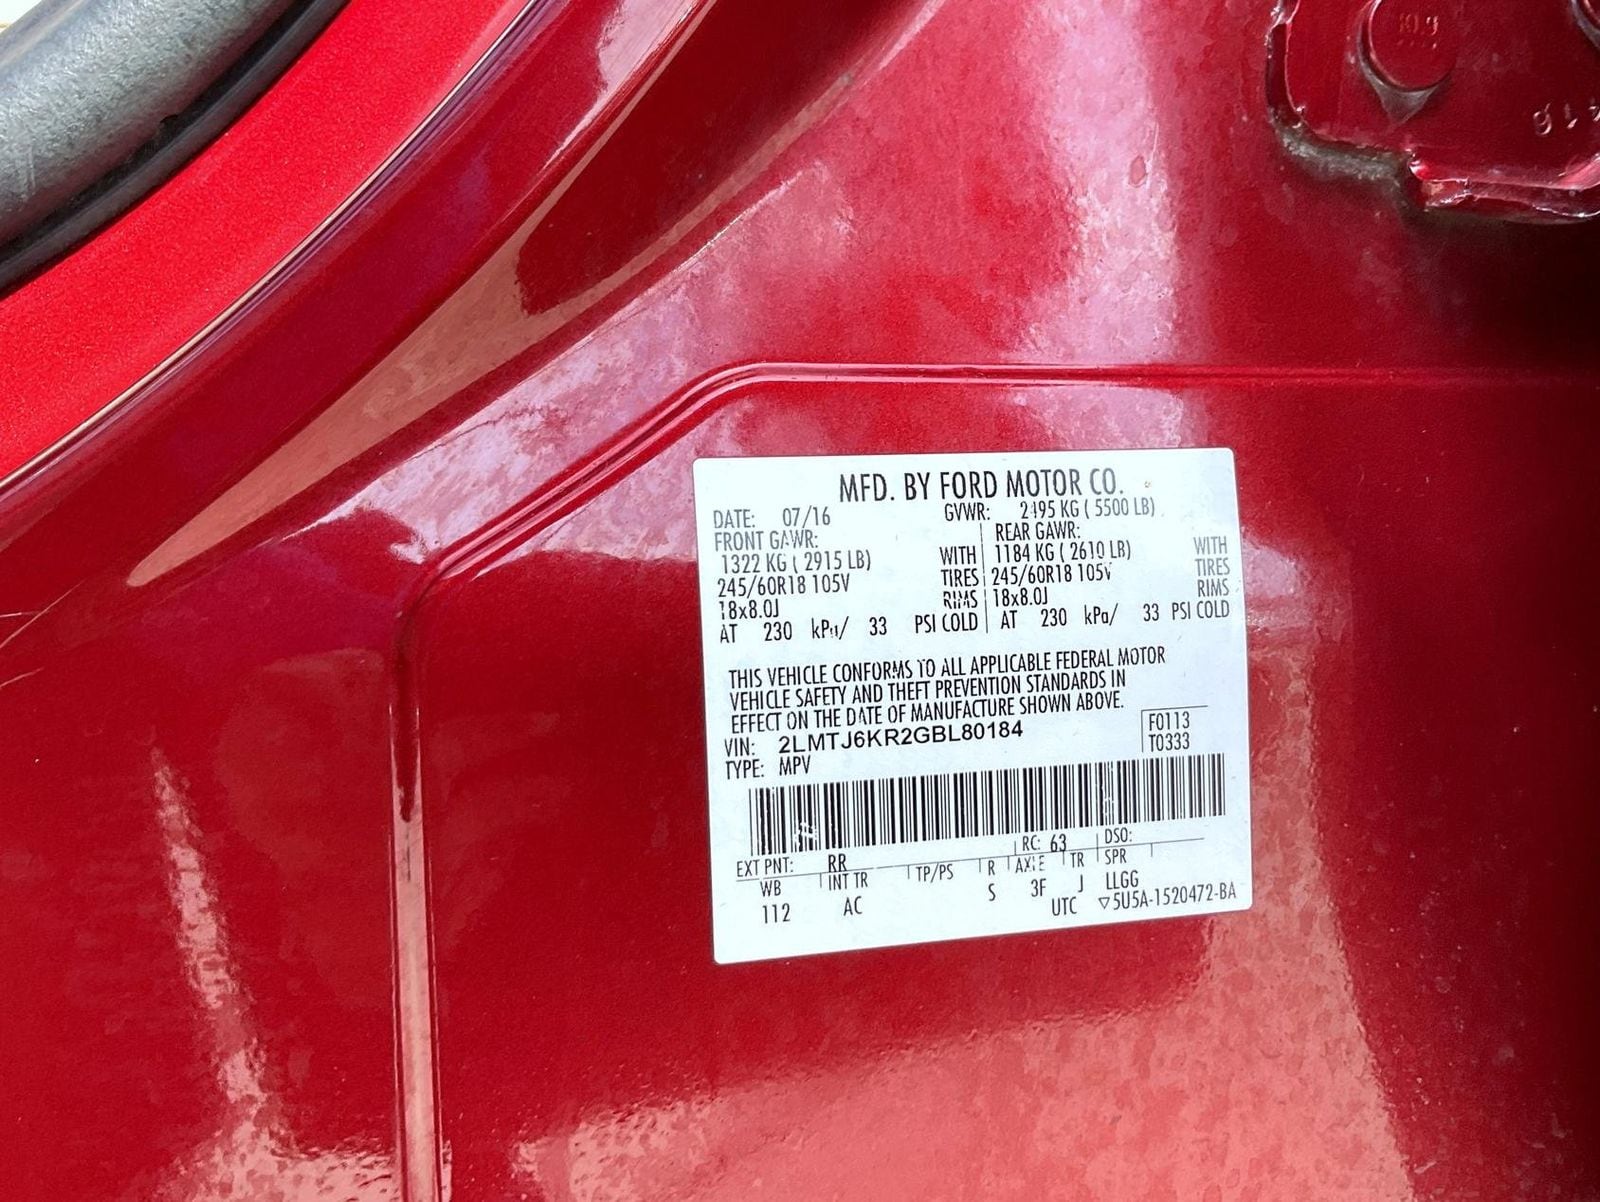 MFD. BY FORD MOTOR CO.
DATE: 07/16 GVWR: 2495 KG ( 5500 LB)
FRONT GAWR: REAR GAWR:
1322 KG ( 2915 LB) WITH 1184 KG ( 2610 LB) WITH
245/60R18 105V TIRES 245/60R18 105V TIRES
18x8.0J RIMS 18x8.0J RIMS
AT 230 kPa/ 33 PSI COLD AT 230 kPa/ 33 PSI COLD
THIS VEHICLE CONFORMS TO ALL APPLICABLE FEDERAL MOTOR
VEHICLE SAFETY AND THEFT PREVENTION STANDARDS IN
EFFECT ON THE DATE OF MANUFACTURE SHOWN ABOVE.
VIN: 2LMTJ6KR2GBL80184 F0113
TYPE: MPV T0333
EXT PNT: RR RC: 63 DSO:
WB INT TR TP/PS R AXLE TR SPR
112 AC S 3F J LLGG
UTC ▽5U5A-1520472-BA